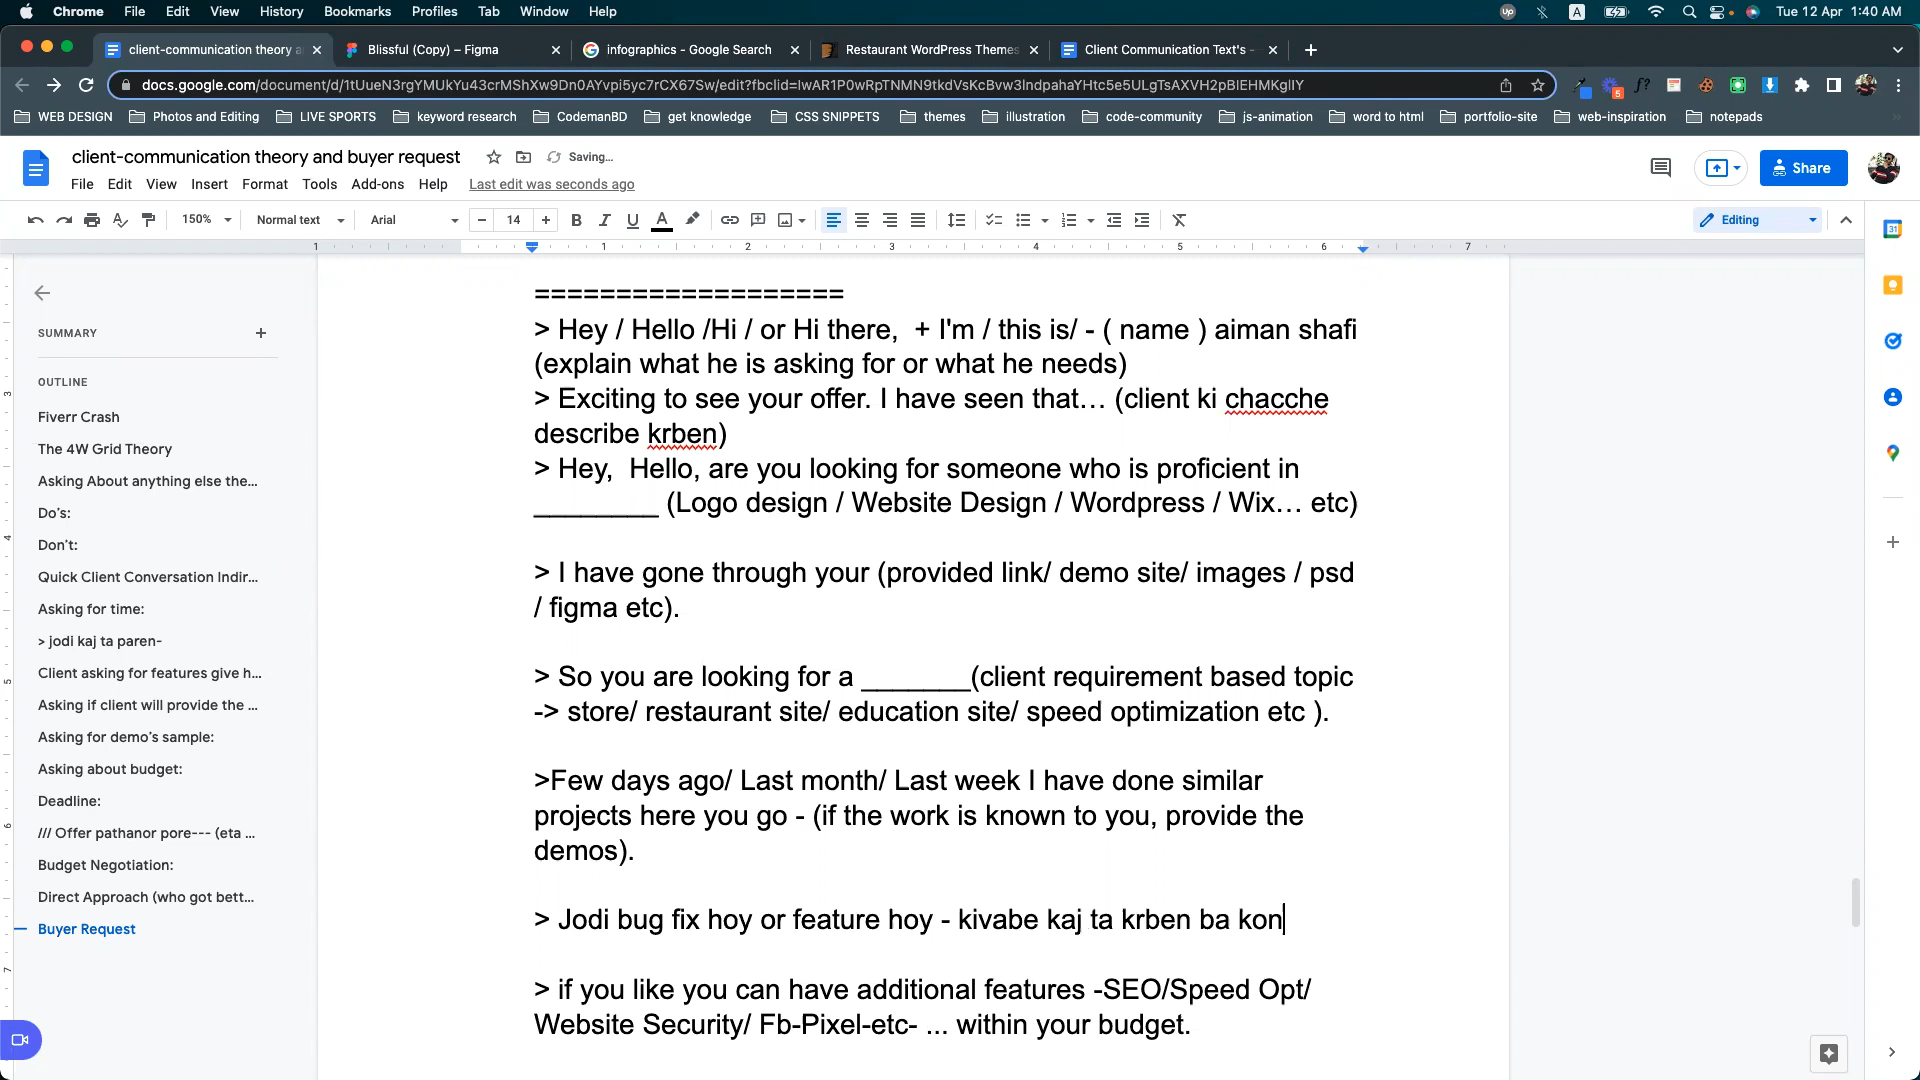 Chrome File Edit View History Bookmarks Profiles Tab Window Help Up A Tue 12 Apr 1:40 AM
client-communication theory a Blissful (Copy) – Figma infographics - Google Search Restaurant WordPress Themes Client Communication Text's -
WEB DESIGN Photos and Editing LIVE SPORTS keyword research CodemanBD get knowledge CSS SNIPPETS themes illustration code-community js-animation word to html portfolio-site web-inspiration notepads
client-communication theory and buyer request Saving...
Share
File Edit View Insert Format Tools Add-ons Help Last edit was seconds ago
150% Normal text Arial − 14 + B I U A Editing
1 1 2 3 4 5 6 7
===================
> Hey / Hello /Hi / or Hi there,  + I'm / this is/ - ( name ) aiman shafi
(explain what he is asking for or what he needs)
> Exciting to see your offer. I have seen that… (client ki chacche
describe krben)
> Hey,  Hello, are you looking for someone who is proficient in
________ (Logo design / Website Design / Wordpress / Wix… etc)
> I have gone through your (provided link/ demo site/ images / psd
/ figma etc).
> So you are looking for a _______(client requirement based topic
-> store/ restaurant site/ education site/ speed optimization etc ).
>Few days ago/ Last month/ Last week I have done similar
projects here you go - (if the work is known to you, provide the
demos).
> Jodi bug fix hoy or feature hoy - kivabe kaj ta krben ba kon
> if you like you can have additional features -SEO/Speed Opt/
Website Security/ Fb-Pixel-etc- ... within your budget.
SUMMARY
OUTLINE
Fiverr Crash
The 4W Grid Theory
Asking About anything else the...
Do's:
Don't:
Quick Client Conversation Indir...
Asking for time:
> jodi kaj ta paren-
Client asking for features give h...
Asking if client will provide the ...
Asking for demo's sample:
Asking about budget:
Deadline:
/// Offer pathanor pore--- (eta ...
Budget Negotiation:
Direct Approach (who got bett...
Buyer Request